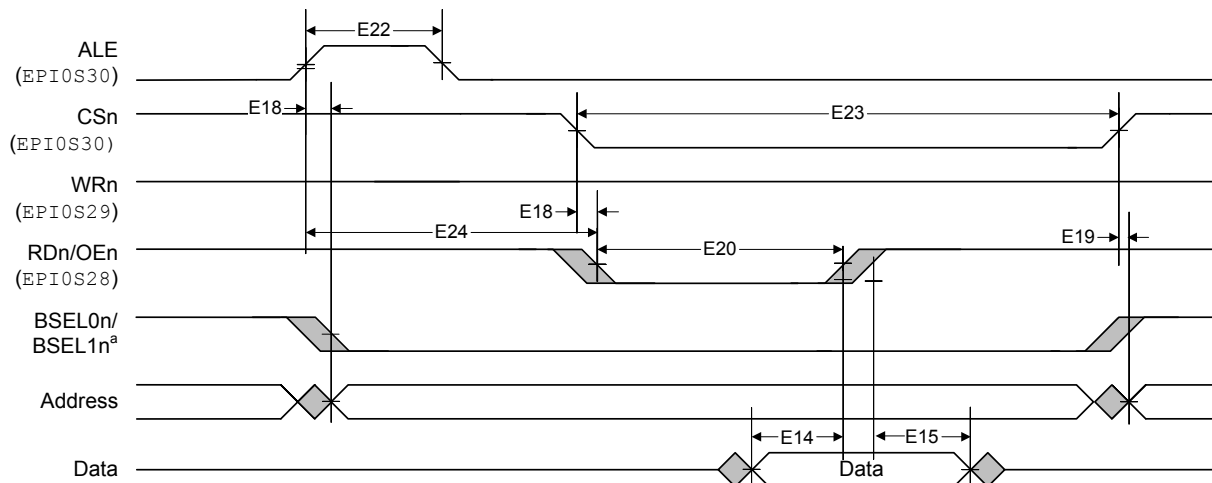 E22
ALE
(EPI0S30)
E18
CSn
E23
(EPI0S30)
WRn
(EPI0S29)
E18
E24
E20
E19
RDn/OEn
(EPI0S28)
BSEL0n/
BSEL1nᵃ
Address
E14
E15
Data
Data